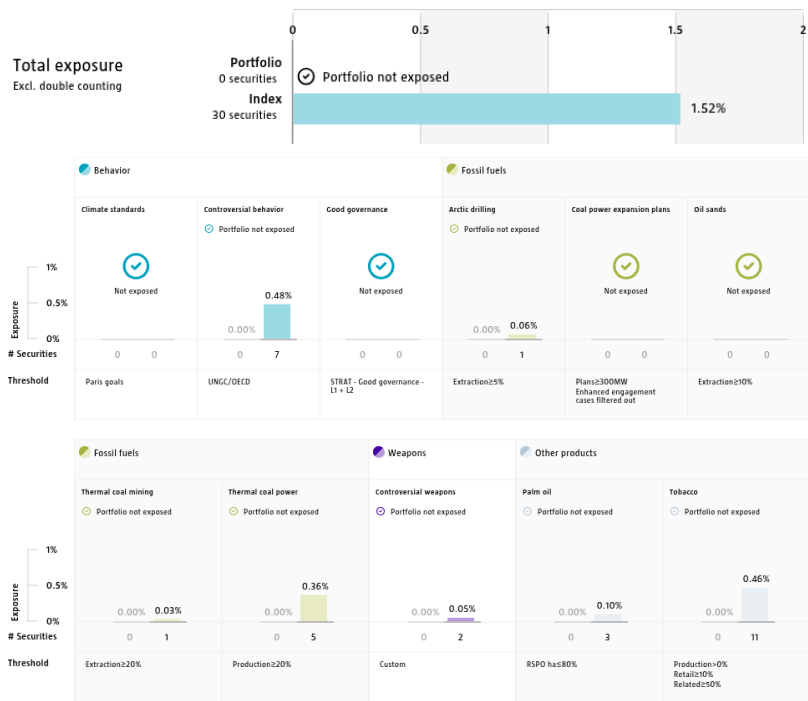 0 0.5 1 1.5 2
Total exposure
Excl. double counting
Portfolio
0 securities
Portfolio not exposed
Index
30 securities
1.52%
Behavior
Fossil fuels
Climate standards
Controversial behavior
Good governance
Arctic drilling
Coal power expansion plans
Oil sands
Portfolio not exposed
Portfolio not exposed
Not exposed
Not exposed
Not exposed
Not exposed
Exposure
1%
0.5%
0%
0.00% 0.48%
0.00% 0.06%
# Securities
0 0
0 7
0 0
0 1
0 0
0 0
Threshold
Paris goals
UNGC/OECD
STRAT - Good governance -
L1 + L2
Extraction≥5%
Plans≥300MW
Enhanced engagement
cases filtered out
Extraction≥10%
Fossil fuels
Weapons
Other products
Thermal coal mining
Thermal coal power
Controversial weapons
Palm oil
Tobacco
Portfolio not exposed
Portfolio not exposed
Portfolio not exposed
Portfolio not exposed
Portfolio not exposed
Exposure
1%
0.5%
0%
0.00% 0.03%
0.00% 0.36%
0.00% 0.05%
0.00% 0.10%
0.00% 0.46%
# Securities
0 1
0 5
0 2
0 3
0 11
Threshold
Extraction≥20%
Production≥20%
Custom
RSPO ha≤80%
Production>0%
Retail≥10%
Related≥50%